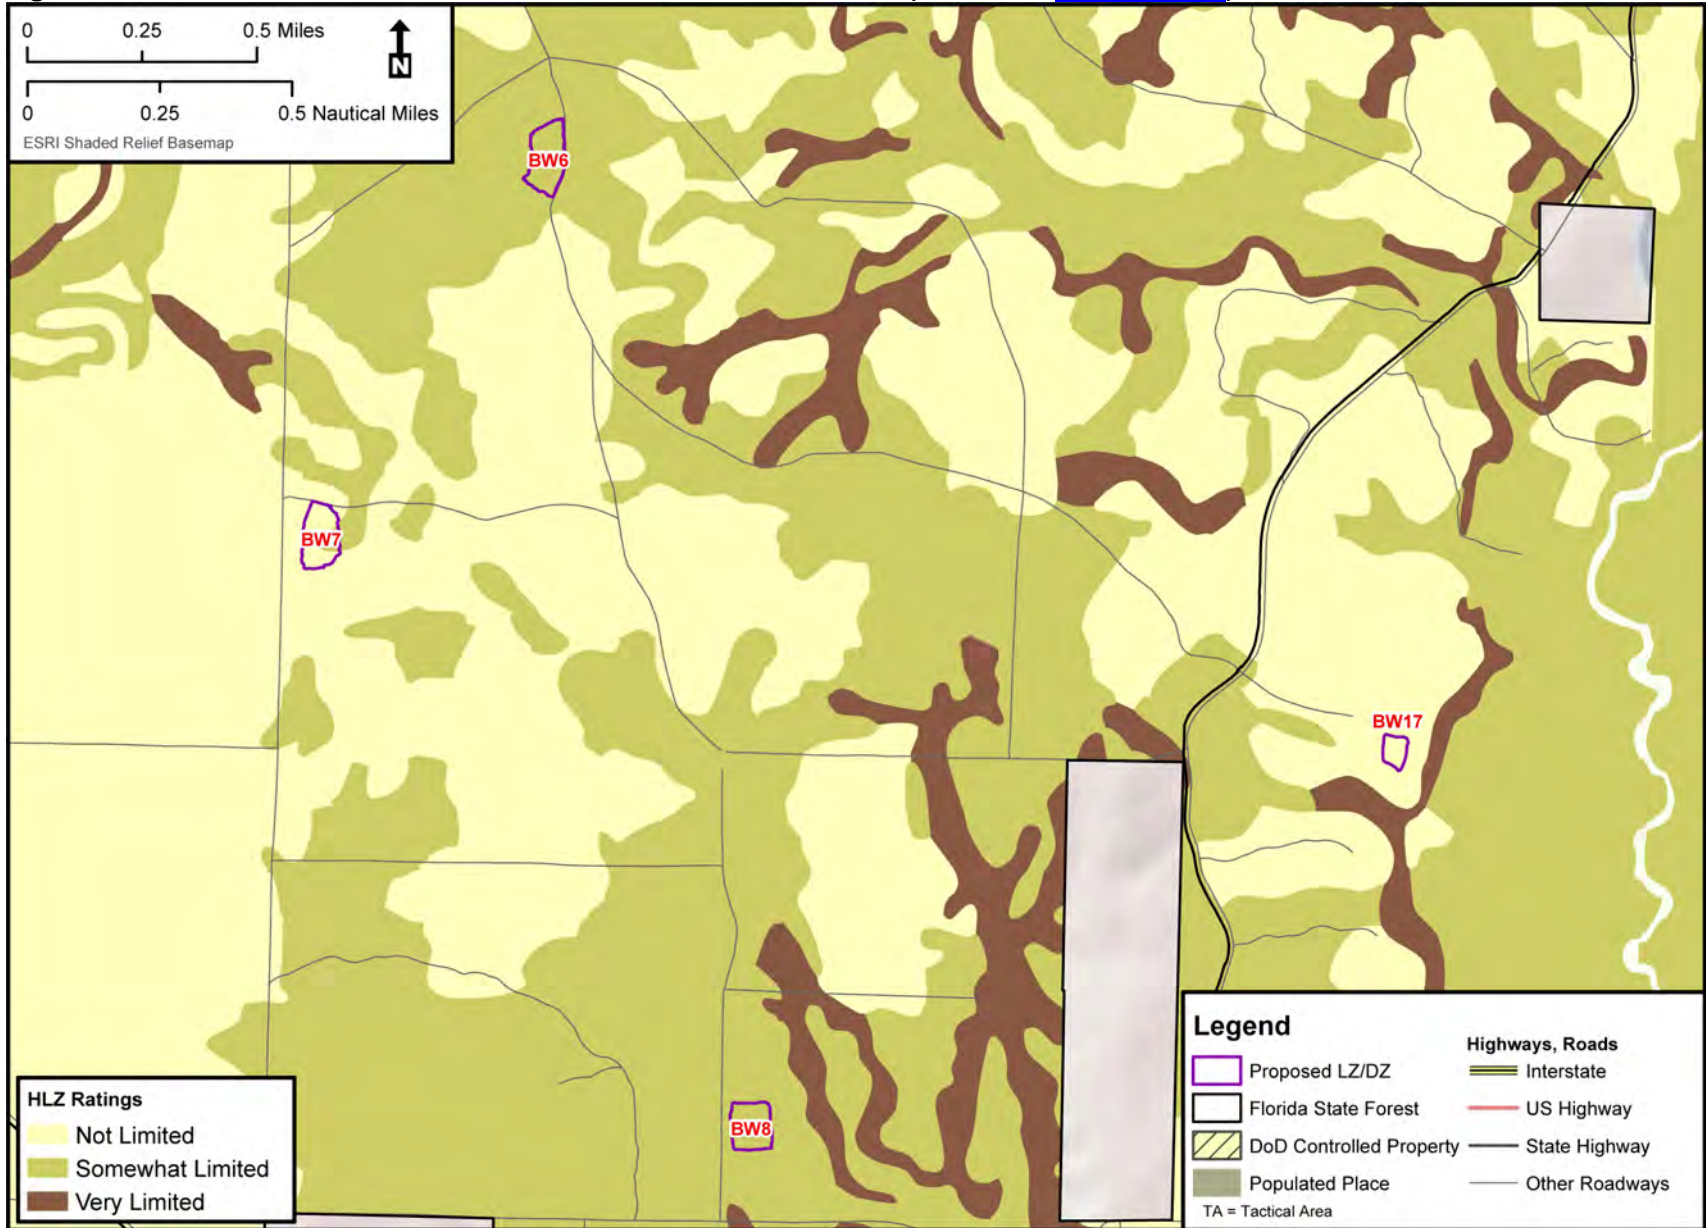 0 0.25 0.5 Miles
N
0 0.25 0.5 Nautical Miles
ESRI Shaded Relief Basemap
BW6
BW7
BW17
BW8
HLZ Ratings
Not Limited
Somewhat Limited
Very Limited
Legend
Proposed LZ/DZ
Florida State Forest
DoD Controlled Property
Populated Place
TA = Tactical Area
Highways, Roads
Interstate
US Highway
State Highway
Other Roadways